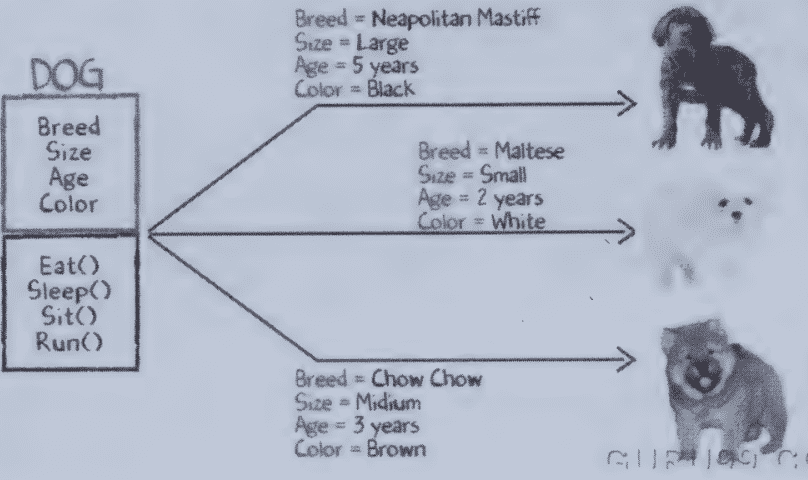 DOG
Breed
Size
Age
Color
Eat()
Sleep()
Sit()
Run()
Breed = Neapolitan Mastiff
Size = Large
Age = 5 years
Color = Black
Breed = Maltese
Size = Small
Age = 2 years
Color = White
Breed = Chow Chow
Size = Midium
Age = 3 years
Color = Brown